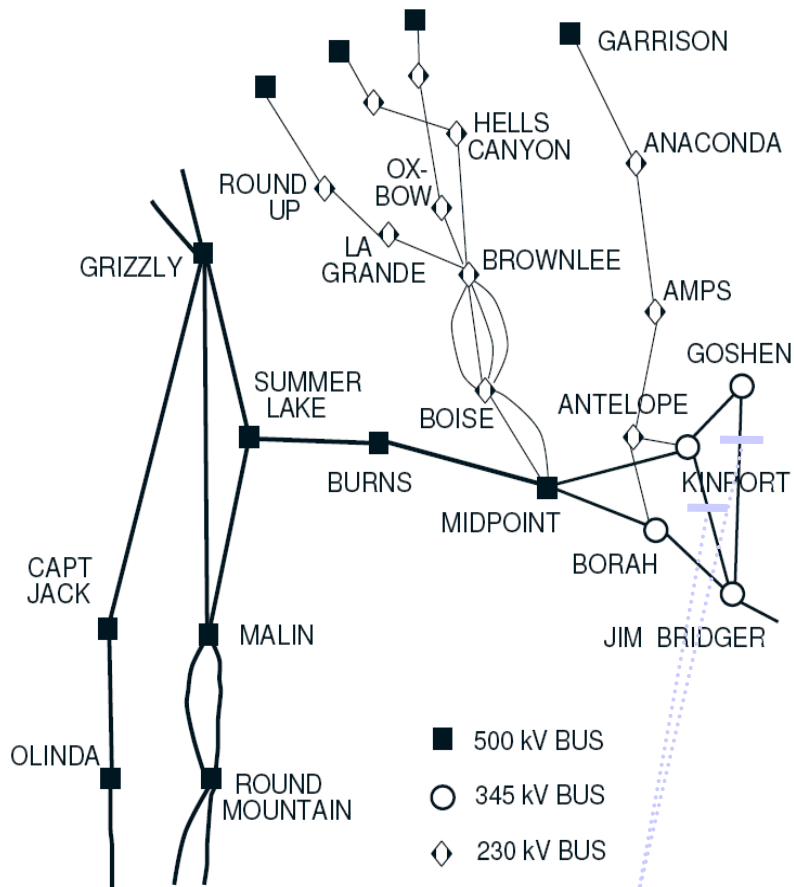 GARRISON
HELLS
CANYON
ANACONDA
OX-
BOW
ROUND
UP
LA
GRANDE
BROWNLEE
GRIZZLY
AMPS
GOSHEN
SUMMER
LAKE
ANTELOPE
BOISE
BURNS
KINPORT
MIDPOINT
BORAH
CAPT
JACK
MALIN
JIM BRIDGER
OLINDA
ROUND
MOUNTAIN
500 kV BUS
345 kV BUS
230 kV BUS